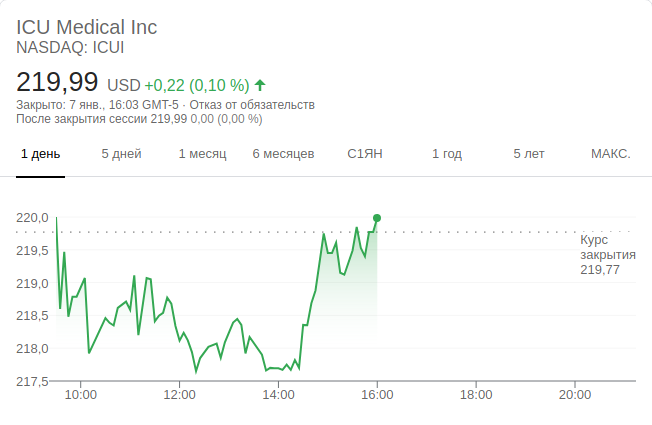 ICU Medical Inc
NASDAQ: ICUI
219,99 USD +0,22 (0,10 %)
Закрыто: 7 янв., 16:03 GMT-5 · Отказ от обязательств
После закрытия сессии 219,99 0,00 (0,00 %)
1 день 5 дней 1 месяц 6 месяцев С1ЯН 1 год 5 лет МАКС.
220,0
219,5
219,0
218,5
218,0
217,5
Курс
закрытия
219,77
10:00 12:00 14:00 16:00 18:00 20:00